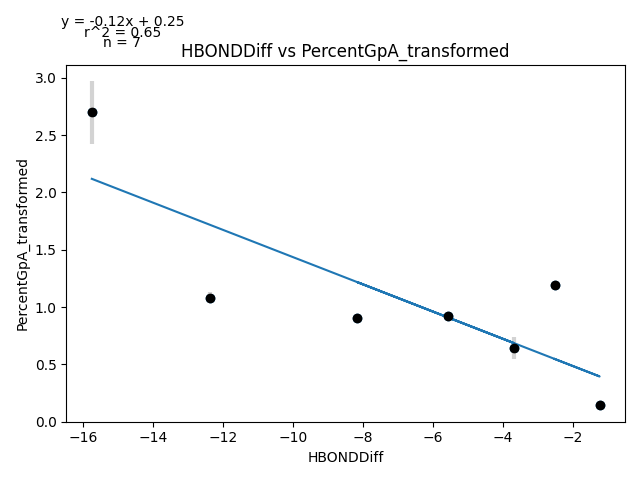 y = -0.12x + 0.25
r^2 = 0.65
n = 7
HBONDDiff vs PercentGpA_transformed
3.0
2.5
2.0
1.5
1.0
0.5
0.0
PercentGpA_transformed
−16
−14
−12
−10
−8
−6
−4
−2
HBONDDiff